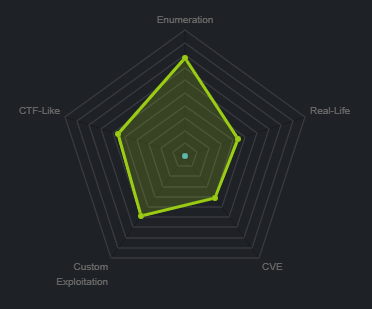 Enumeration
CTF-Like
Real-Life
Custom
Exploitation
CVE